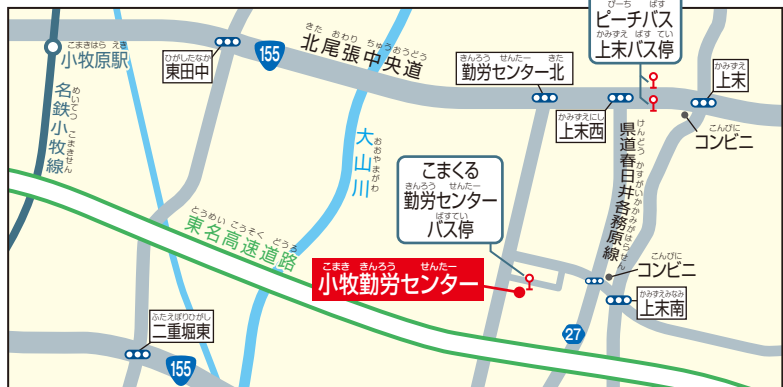 ぴーち ばす
ピーチバス
かみずえ ばす てい
上末バス停
こまきはら えき
小牧原駅
ひがしたなか
東田中
155
きた おわり ちゅうおうどう
北尾張中央道
きんろう せんたー きた
勤労センター北
かみずえにし
上末西
かみずえ
上末
こんびに
コンビニ
めいてつ こまきせん
名鉄小牧線
おおやまがわ
大山川
けんどう かすがいかかみがはらせん
県道春日井各務原線
こまくる
きんろう せんたー
勤労センター
ばすてい
バス停
とうめい こうそく どうろ
東名高速道路
こまき きんろう せんたー
小牧勤労センター
こんびに
コンビニ
かみずえみなみ
上末南
27
ふたえぼりひがし
二重堀東
155